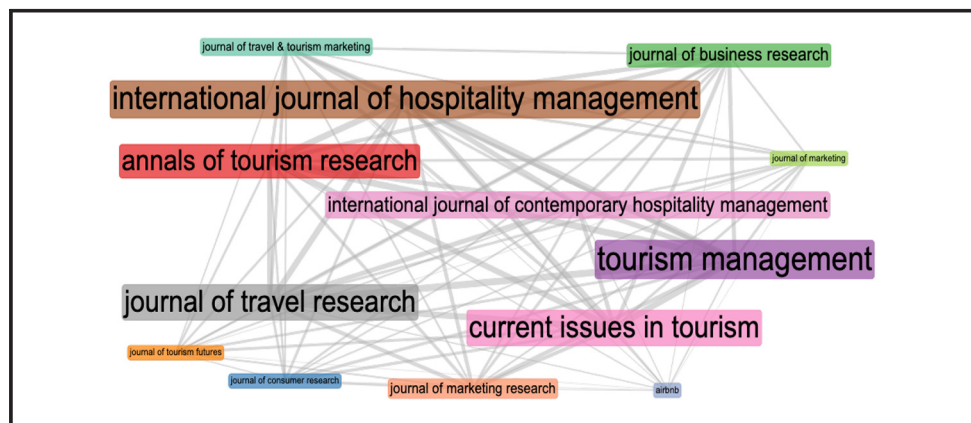 journal of travel & tourism marketing
journal of business research
international journal of hospitality management
annals of tourism research
journal of marketing
international journal of contemporary hospitality management
tourism management
journal of travel research
current issues in tourism
journal of tourism futures
journal of consumer research
journal of marketing research
airbnb